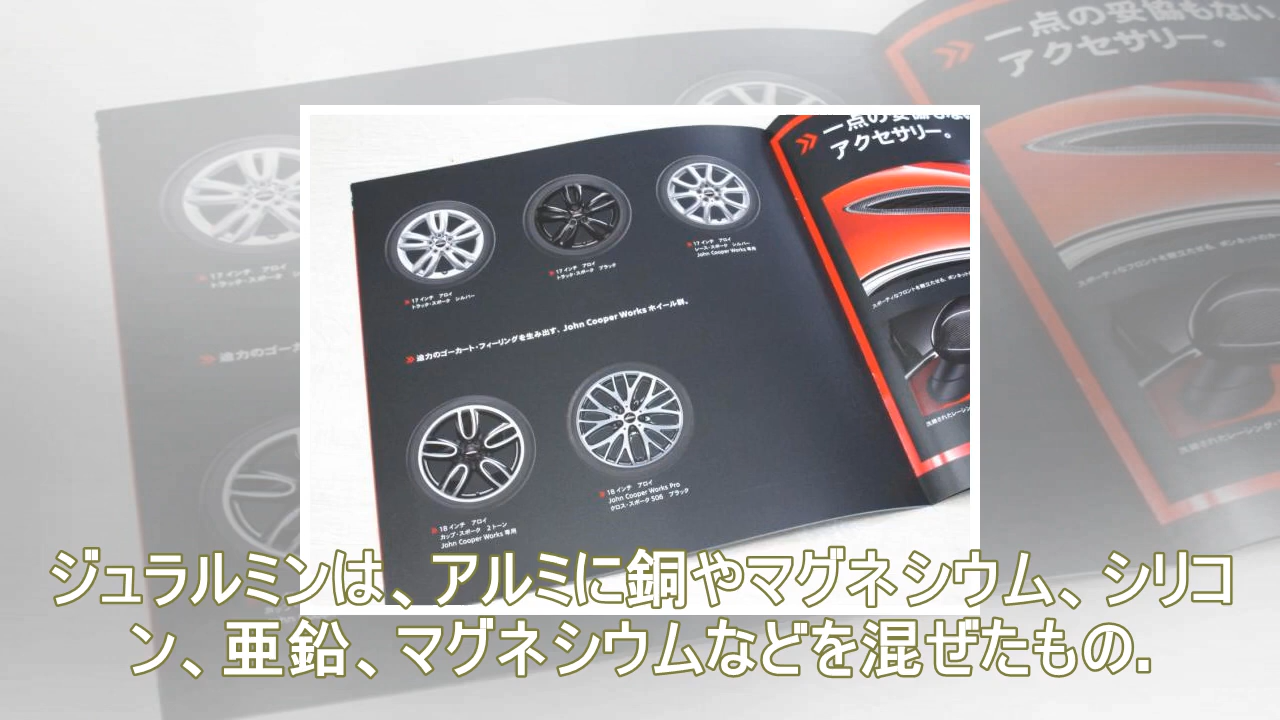 一点の妥協もない
アクセサリー。
17インチ アロイ
トラック・スポーク シルバー
17インチ アロイ
トラック・スポーク ブラック
17インチ アロイ
レース・スポーク シルバー
John Cooper Works 専用
迫力のゴーカート・フィーリングを生み出す、John Cooper Works ホイール群。
18インチ アロイ
カップ・スポーク 2トーン
John Cooper Works 専用
18インチ アロイ
John Cooper Works Pro
クロス・スポーク 506 ブラック
ジュラルミンは、アルミに銅やマグネシウム、シリコ
ン、亜鉛、マグネシウムなどを混ぜたもの.